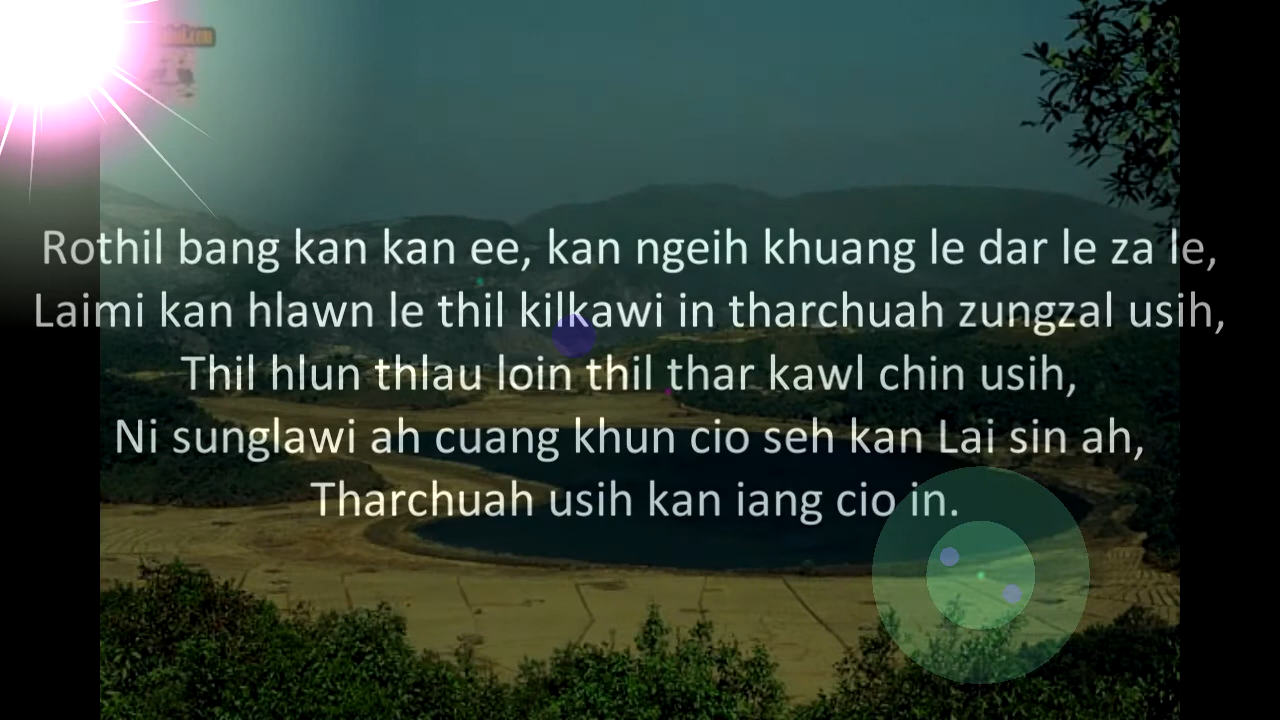 Rothil bang kan kan ee, kan ngeih khuang le dar le za le,
Laimi kan hlawn le thil kilkawi in tharchuah zungzal usih,
Thil hlun thlau loin thil thar kawl chin usih,
Ni sunglawi ah cuang khun cio seh kan Lai sin ah,
Tharchuah usih kan iang cio in.